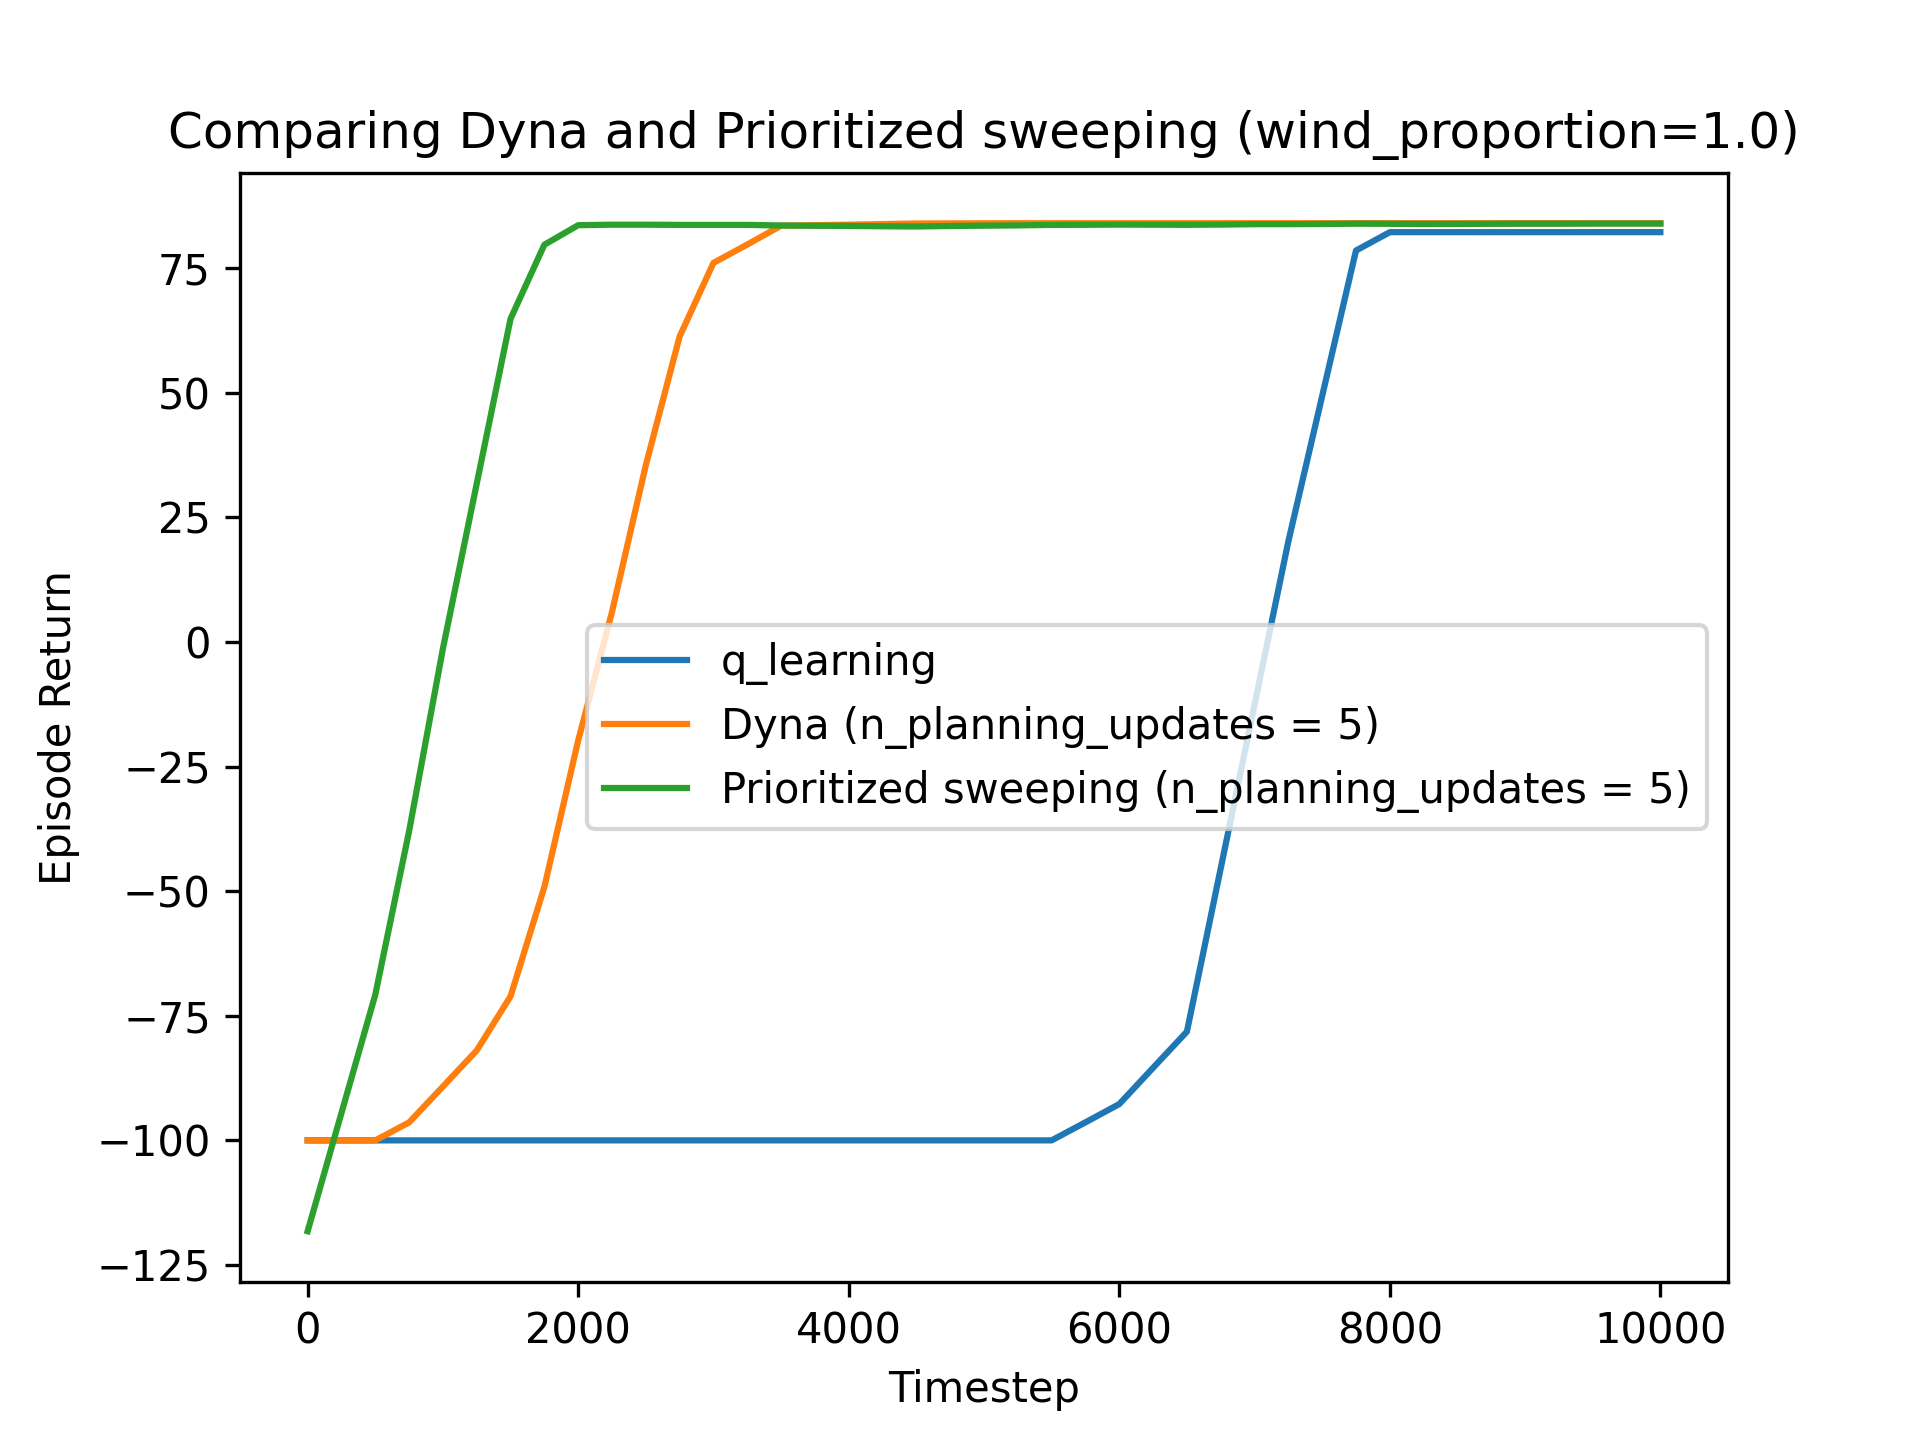 Comparing Dyna and Prioritized sweeping (wind_proportion=1.0)
Episode Return
75
50
25
0
−25
−50
−75
−100
−125
q_learning
Dyna (n_planning_updates = 5)
Prioritized sweeping (n_planning_updates = 5)
0 2000 4000 6000 8000 10000
Timestep